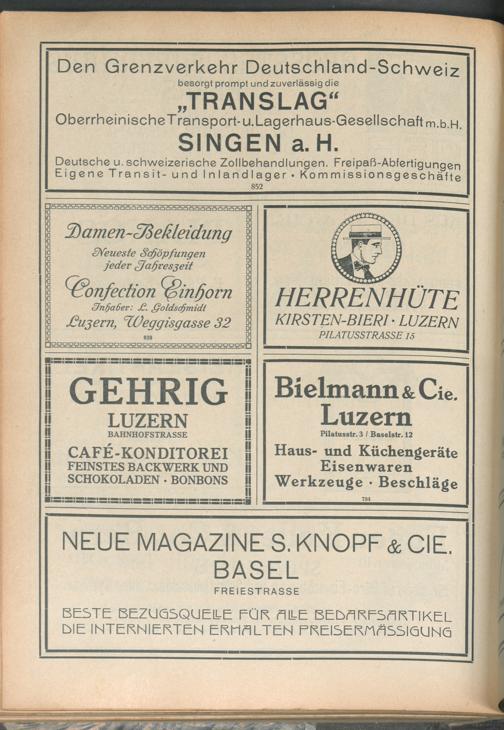 Den Grenzverkehr Deutschland-Schweiz
besorgt prompt und zuverlässig die
„TRANSLAG“
Oberrheinische Transport- u. Lagerhaus-Gesellschaft m.b.H.
SINGEN a. H.
Deutsche u. schweizerische Zollbehandlungen. Freipaß-Abfertigungen
Eigene Transit- und Inlandlager · Kommissionsgeschäfte
852
Damen-Bekleidung
Neueste Schöpfungen
jeder Jahreszeit
Confection Einhorn
Inhaber: L. Goldschmidt
Luzern, Weggisgasse 32
HERRENHÜTE
KIRSTEN-BIERI · LUZERN
PILATUSSTRASSE 15
GEHRIG
LUZERN
BAHNHOFSTRASSE
CAFÉ-KONDITOREI
FEINSTES BACKWERK UND
SCHOKOLADEN · BONBONS
Bielmann & Cie.
Luzern
Pilatusstr. 3 / Baselstr. 12
Haus- und Küchengeräte
Eisenwaren
Werkzeuge · Beschläge
784
NEUE MAGAZINE S. KNOPF & CIE.
BASEL
FREIESTRASSE
BESTE BEZUGSQUELLE FÜR ALLE BEDARFSARTIKEL
DIE INTERNIERTEN ERHALTEN PREISERMÄSSIGUNG